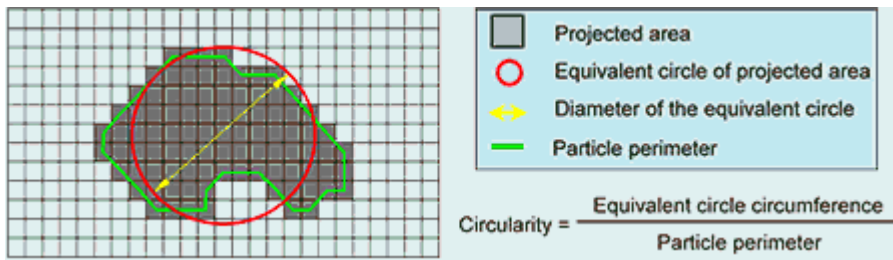 Projected area
Equivalent circle of projected area
Diameter of the equivalent circle
Particle perimeter
Circularity = Equivalent circle circumference
Particle perimeter